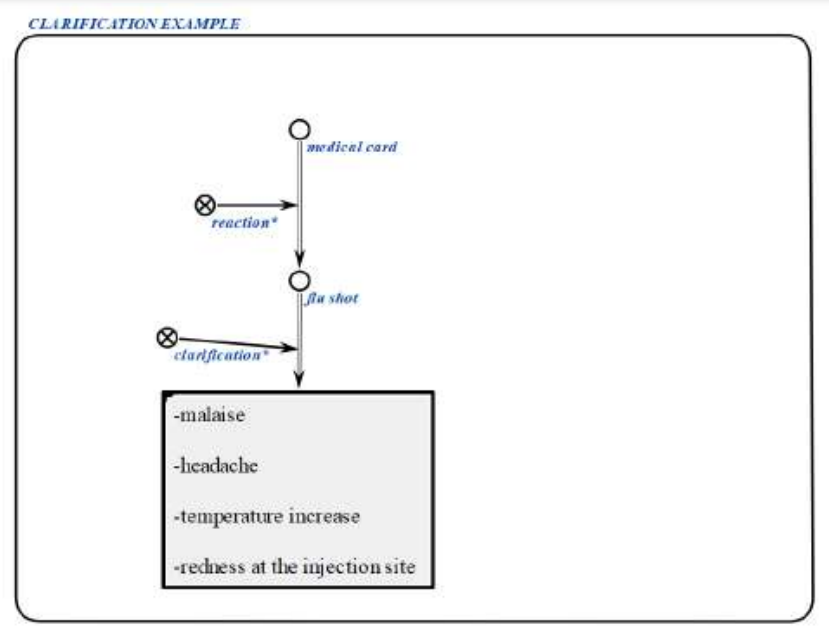 CLARIFICATION EXAMPLE
medical card
reaction*
flu shot
clarification*
-malaise
-headache
-temperature increase
-redness at the injection site